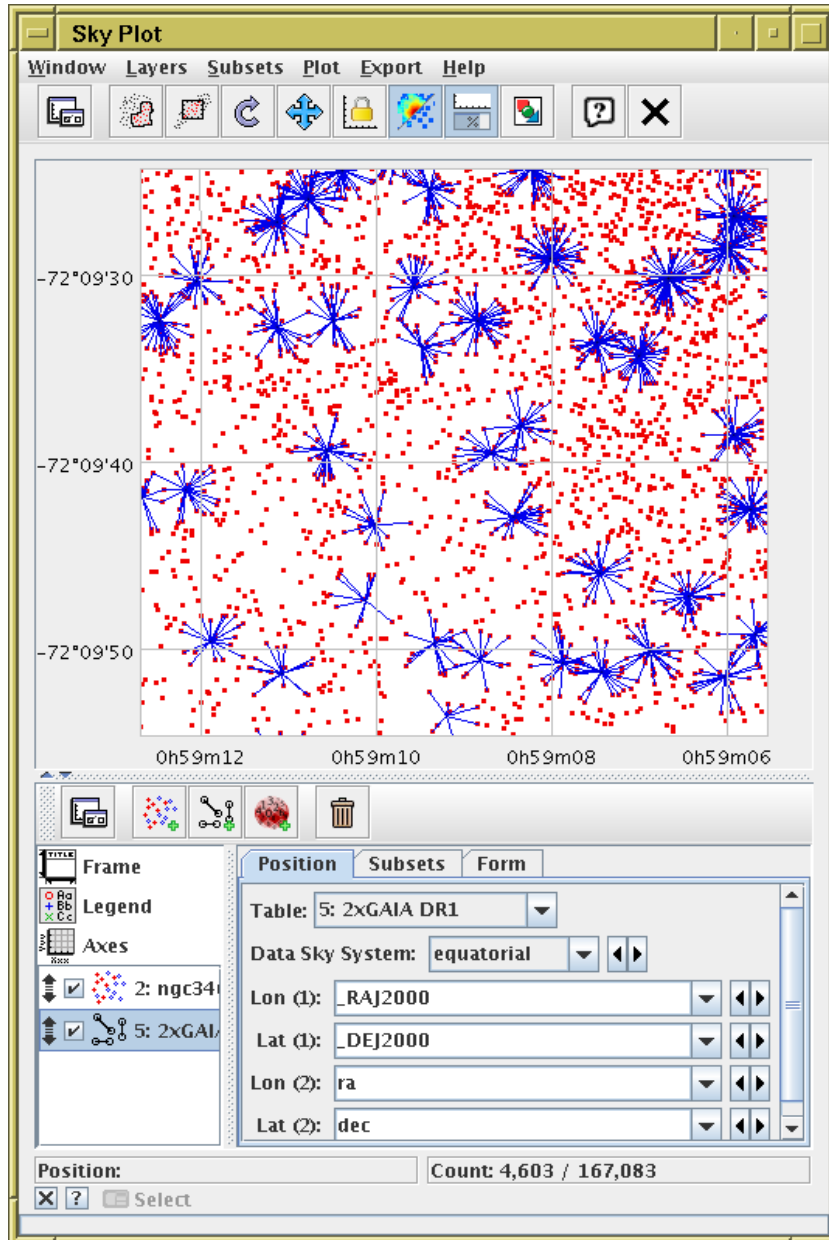 Sky Plot
Window Layers Subsets Plot Export Help
-72°09'30
-72°09'40
-72°09'50
0h59m12 0h59m10 0h59m08 0h59m06
Frame
Legend
Axes
2: ngc34
5: 2xGAI
Position Subsets Form
Table: 5: 2xGAIA DR1
Data Sky System: equatorial
Lon (1): _RAJ2000
Lat (1): _DEJ2000
Lon (2): ra
Lat (2): dec
Position: Count: 4,603 / 167,083
Select